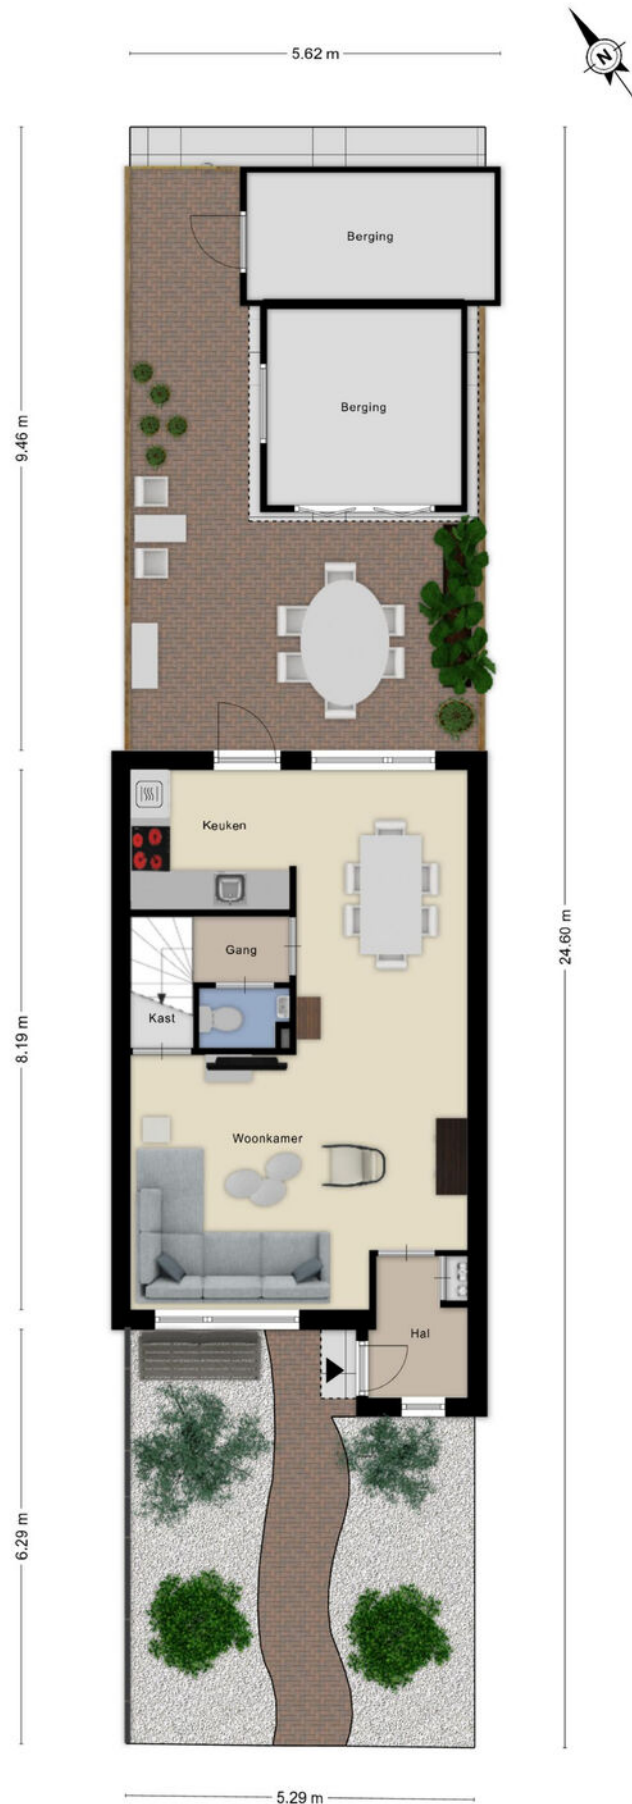 5.62 m
N
Berging
Berging
9.46 m
Keuken
24.60 m
Gang
Kast
8.19 m
Woonkamer
Hal
6.29 m
5.29 m